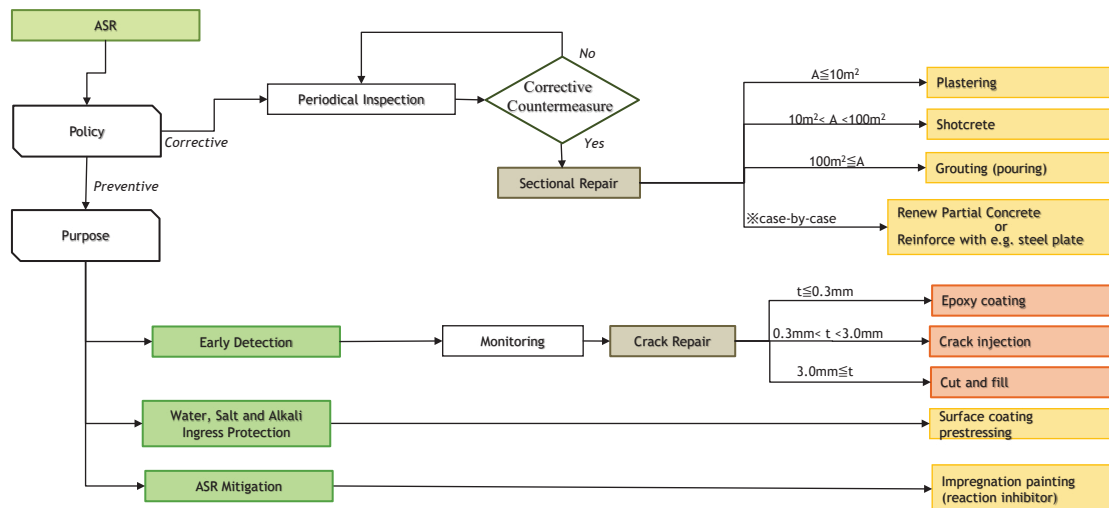 ASR
No
Periodical Inspection
Corrective
Countermeasure
A≦10m²
Plastering
Policy
Corrective
10m²< A <100m²
Shotcrete
Yes
100m²≦A
Grouting (pouring)
Sectional Repair
Preventive
※case-by-case
Renew Partial Concrete
or
Reinforce with e.g. steel plate
Purpose
t≦0.3mm
Epoxy coating
Early Detection
Monitoring
Crack Repair
0.3mm< t <3.0mm
Crack injection
3.0mm≦t
Cut and fill
Water, Salt and Alkali
Ingress Protection
Surface coating
prestressing
ASR Mitigation
Impregnation painting
(reaction inhibitor)